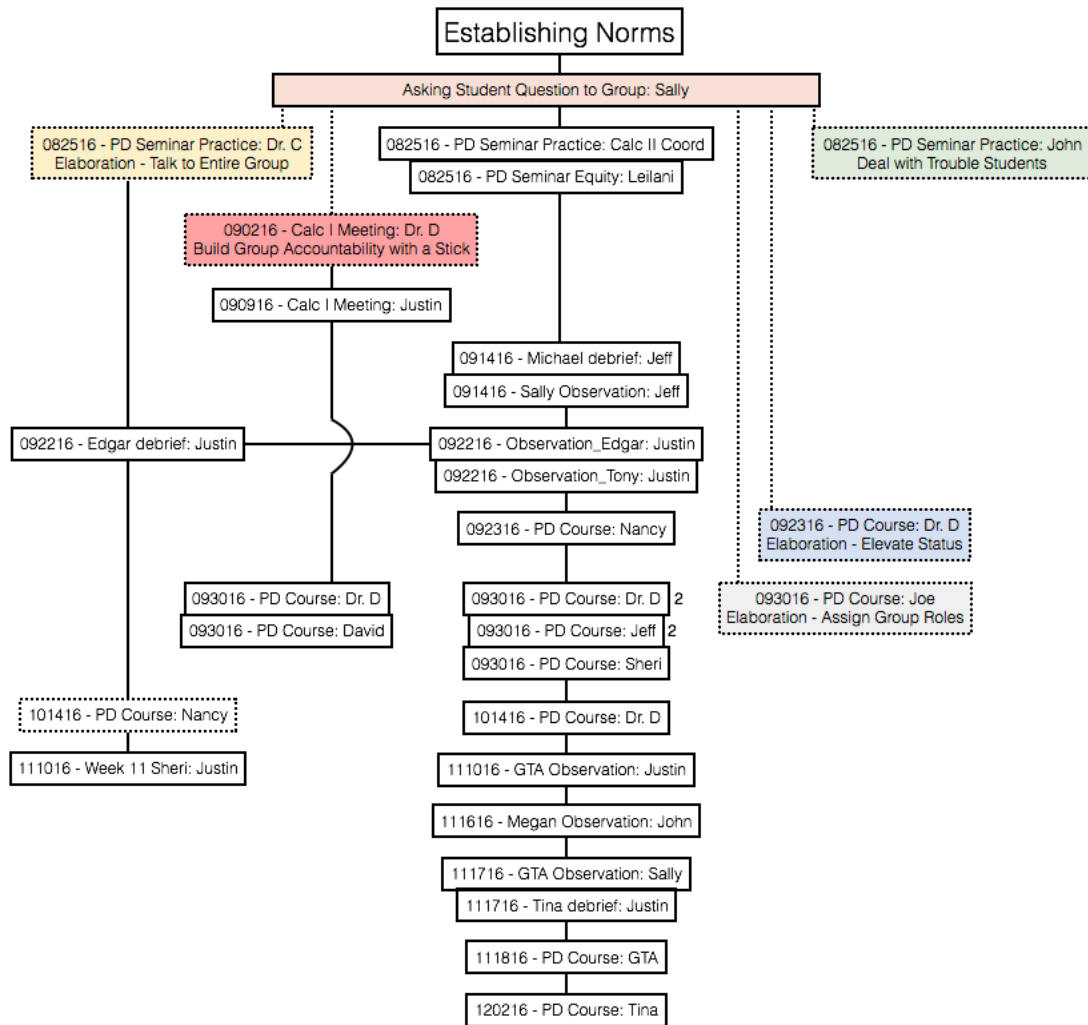 Establishing Norms
Asking Student Question to Group: Sally
082516 - PD Seminar Practice: Dr. C
Elaboration - Talk to Entire Group
082516 - PD Seminar Practice: Calc II Coord
082516 - PD Seminar Equity: Leilani
082516 - PD Seminar Practice: John
Deal with Trouble Students
090216 - Calc I Meeting: Dr. D
Build Group Accountability with a Stick
090916 - Calc I Meeting: Justin
091416 - Michael debrief: Jeff
091416 - Sally Observation: Jeff
092216 - Edgar debrief: Justin
092216 - Observation_Edgar: Justin
092216 - Observation_Tony: Justin
092316 - PD Course: Nancy
092316 - PD Course: Dr. D
Elaboration - Elevate Status
093016 - PD Course: Dr. D
093016 - PD Course: David
093016 - PD Course: Dr. D 2
093016 - PD Course: Jeff 2
093016 - PD Course: Sheri
093016 - PD Course: Joe
Elaboration - Assign Group Roles
101416 - PD Course: Nancy
101416 - PD Course: Dr. D
111016 - Week 11 Sheri: Justin
111016 - GTA Observation: Justin
111616 - Megan Observation: John
111716 - GTA Observation: Sally
111716 - Tina debrief: Justin
111816 - PD Course: GTA
120216 - PD Course: Tina